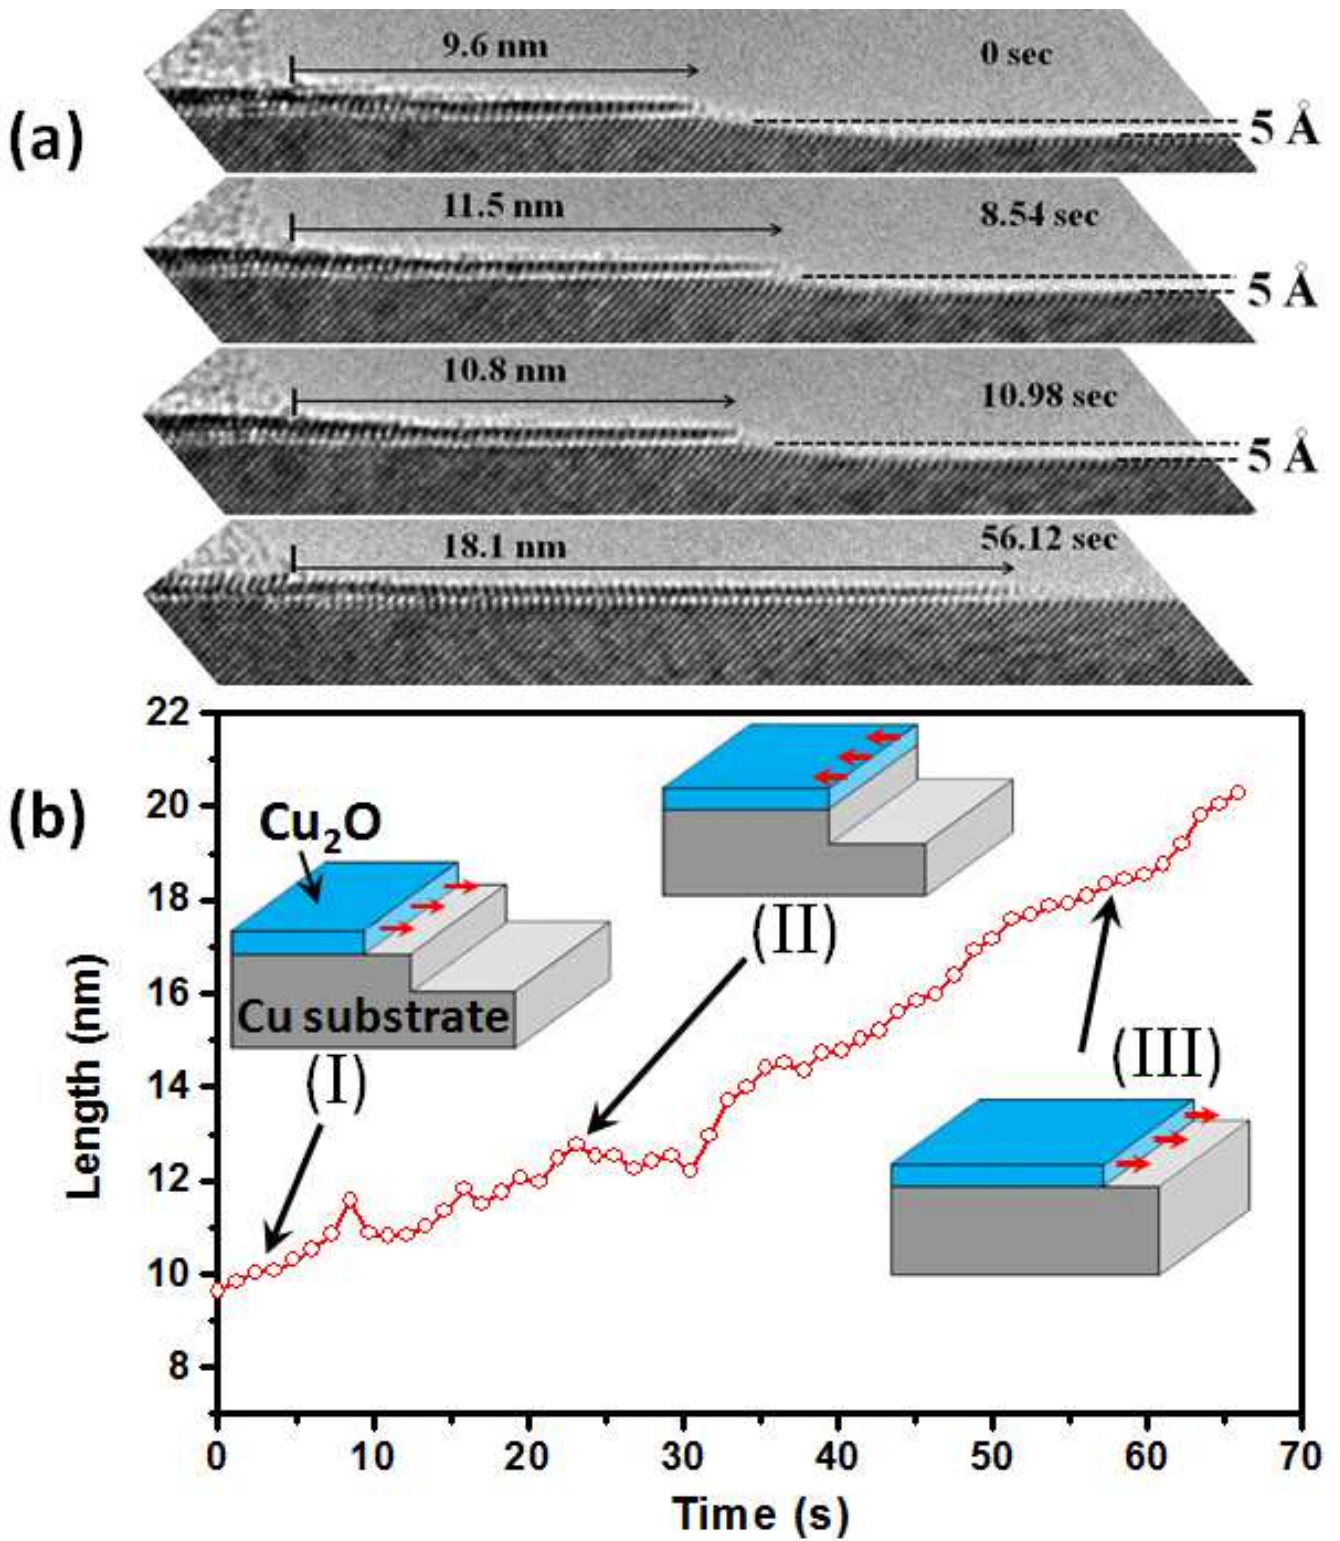 (a)
9.6 nm
0 sec
5 Å
11.5 nm
8.54 sec
5 Å
10.8 nm
10.98 sec
5 Å
18.1 nm
56.12 sec
(b)
22
20
18
16
14
12
10
8
Length (nm)
Cu₂O
Cu substrate
(I)
(II)
(III)
0 10 20 30 40 50 60 70
Time (s)